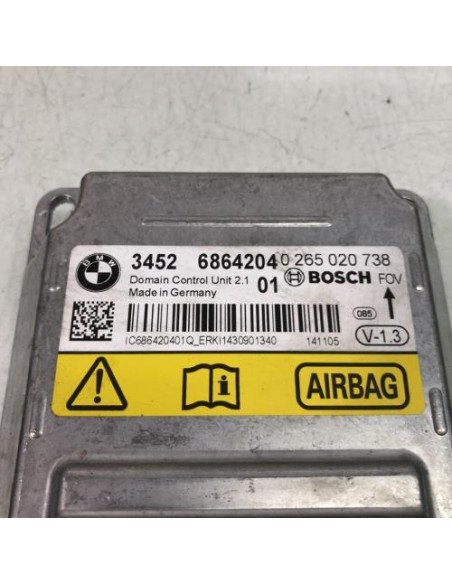 BMW
3452 6864204 0 265 020 738
Domain Control Unit 2.1 01 BOSCH FOV
Made in Germany
085
V-1.3
IC686420401Q_ERKI1430901340 141105
AIRBAG